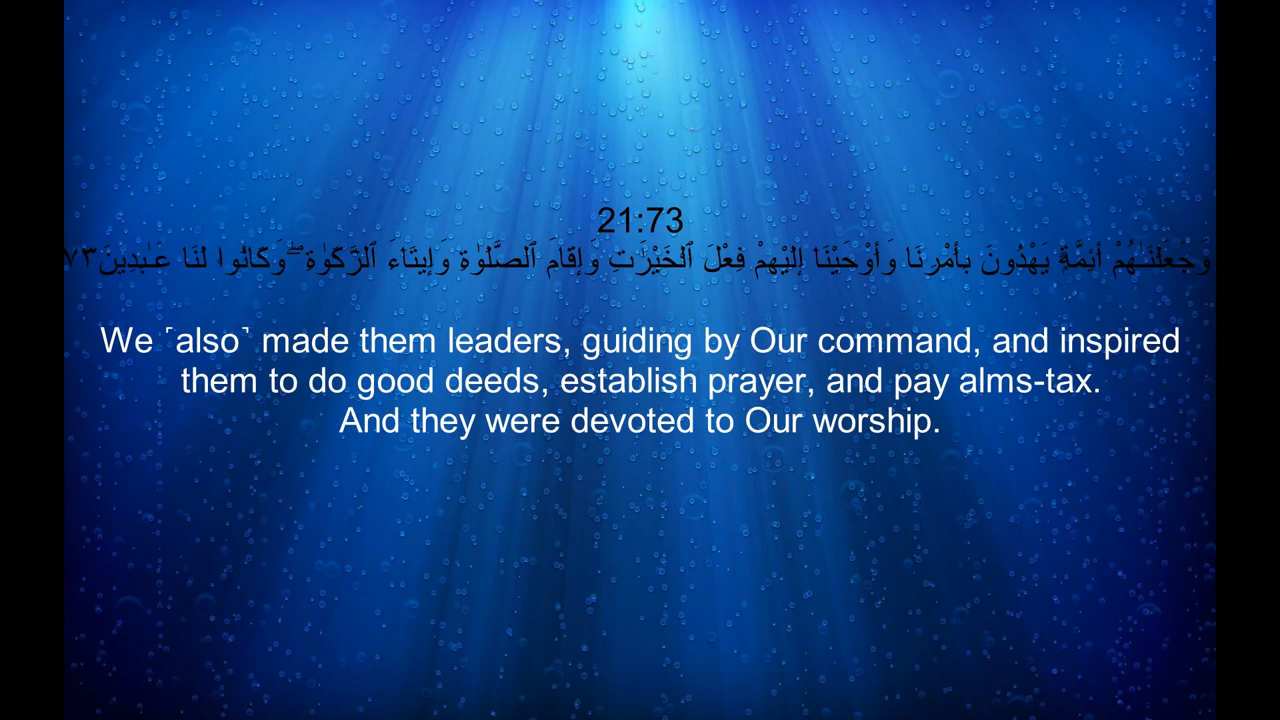 21:73
وَجَعَلْنَـٰهُمْ أَئِمَّةًۭ يَهْدُونَ بِأَمْرِنَا وَأَوْحَيْنَآ إِلَيْهِمْ فِعْلَ ٱلْخَيْرَٰتِ وَإِقَامَ ٱلصَّلَوٰةِ وَإِيتَآءَ ٱلزَّكَوٰةِ ۖ وَكَانُوا۟ لَنَا عَـٰبِدِينَ ٧٣
We ˹also˺ made them leaders, guiding by Our command, and inspired
them to do good deeds, establish prayer, and pay alms-tax.
And they were devoted to Our worship.